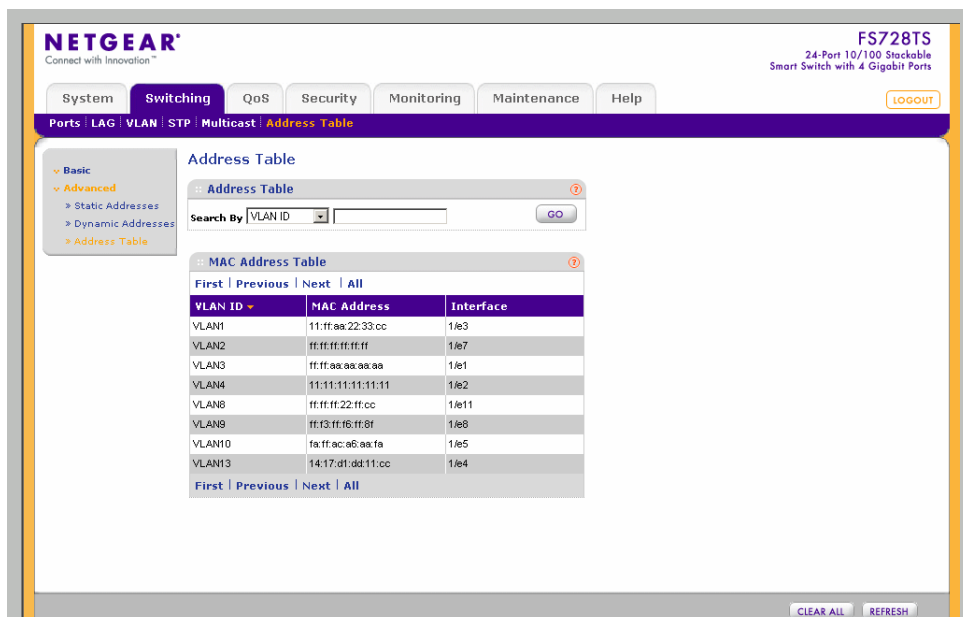 NETGEAR
Connect with Innovation™
FS728TS
24-Port 10/100 Stackable
Smart Switch with 4 Gigabit Ports
System Switching QoS Security Monitoring Maintenance Help
LOGOUT
Ports LAG VLAN STP Multicast Address Table
Basic
Advanced
» Static Addresses
» Dynamic Addresses
» Address Table
Address Table
Address Table ?
Search By VLAN ID GO
MAC Address Table ?
First | Previous | Next | All
VLAN ID MAC Address Interface
VLAN1 11:ff:aa:22:33:cc 1/e3
VLAN2 ff:ff:ff:ff:ff:ff 1/e7
VLAN3 ff:ff:aa:aa:aa:aa 1/e1
VLAN4 11:11:11:11:11:11 1/e2
VLAN8 ff:ff:ff:22:ff:cc 1/e11
VLAN9 ff:f3:ff:f6:ff:8f 1/e8
VLAN10 fa:ff:ac:a6:aa:fa 1/e5
VLAN13 14:17:d1:dd:11:cc 1/e4
First | Previous | Next | All
CLEAR ALL REFRESH